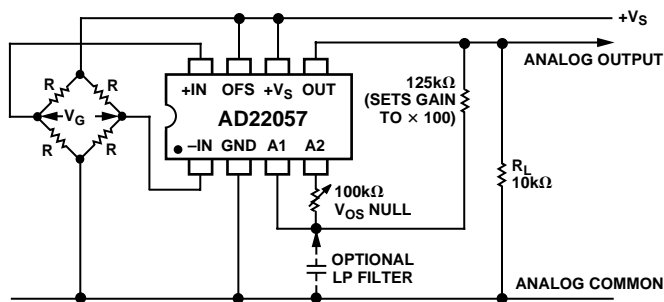 +VS
ANALOG OUTPUT
+IN OFS +VS OUT
125kΩ
(SETS GAIN
TO × 100)
R R
VG
AD22057
R R
–IN GND A1 A2
RL
10kΩ
100kΩ
VOS NULL
OPTIONAL
LP FILTER
ANALOG COMMON